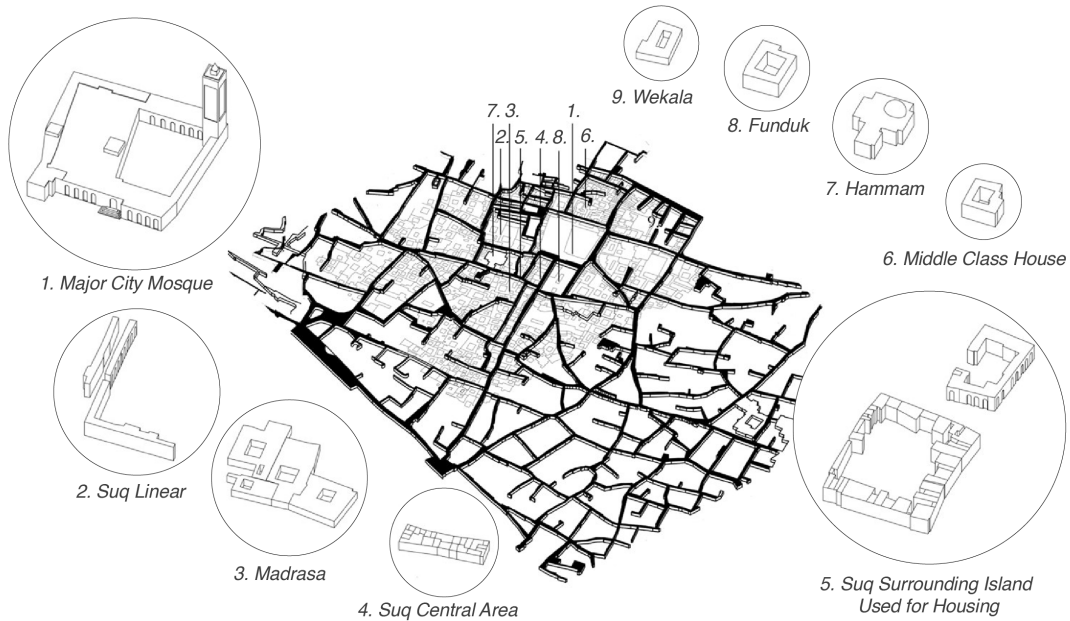 9. Wekala
8. Funduk
7. 3. 1.
2. 5. 4. 8. 6.
7. Hammam
9.
6. Middle Class House
1. Major City Mosque
2. Suq Linear
3. Madrasa
4. Suq Central Area
5. Suq Surrounding Island
Used for Housing